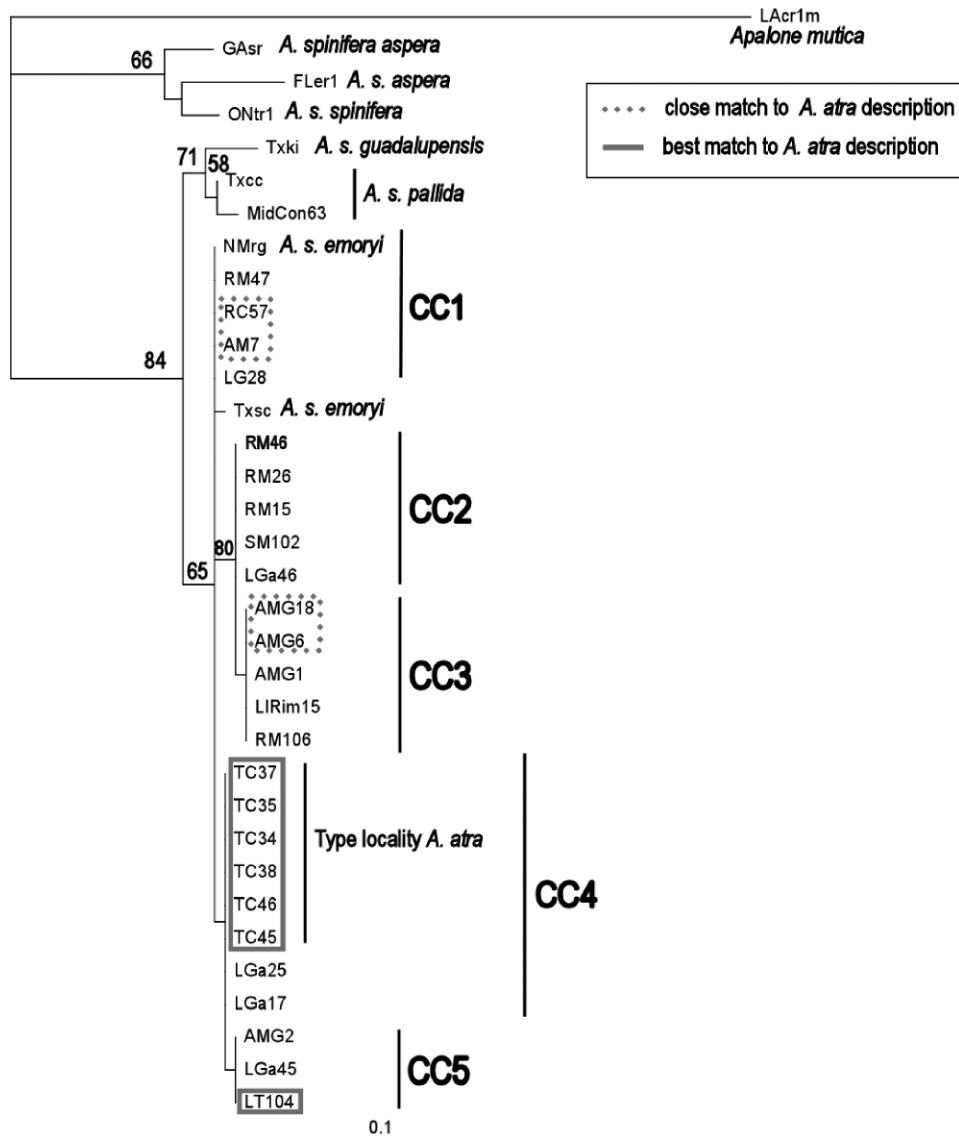 LAcr1m
Apalone mutica
GAsr A. spinifera aspera
66
FLer1 A. s. aspera
ONtr1 A. s. spinifera
close match to A. atra description
best match to A. atra description
Txki A. s. guadalupensis
71
58
Txcc
A. s. pallida
MidCon63
NMrg A. s. emoryi
RM47
RC57
CC1
AM7
84
LG28
Txsc A. s. emoryi
RM46
RM26
RM15
CC2
SM102
80
65
LGa46
AMG18
AMG6
AMG1
CC3
LIRim15
RM106
TC37
TC35
TC34
Type locality A. atra
TC38
TC46
CC4
TC45
LGa25
LGa17
AMG2
LGa45
CC5
LT104
0.1